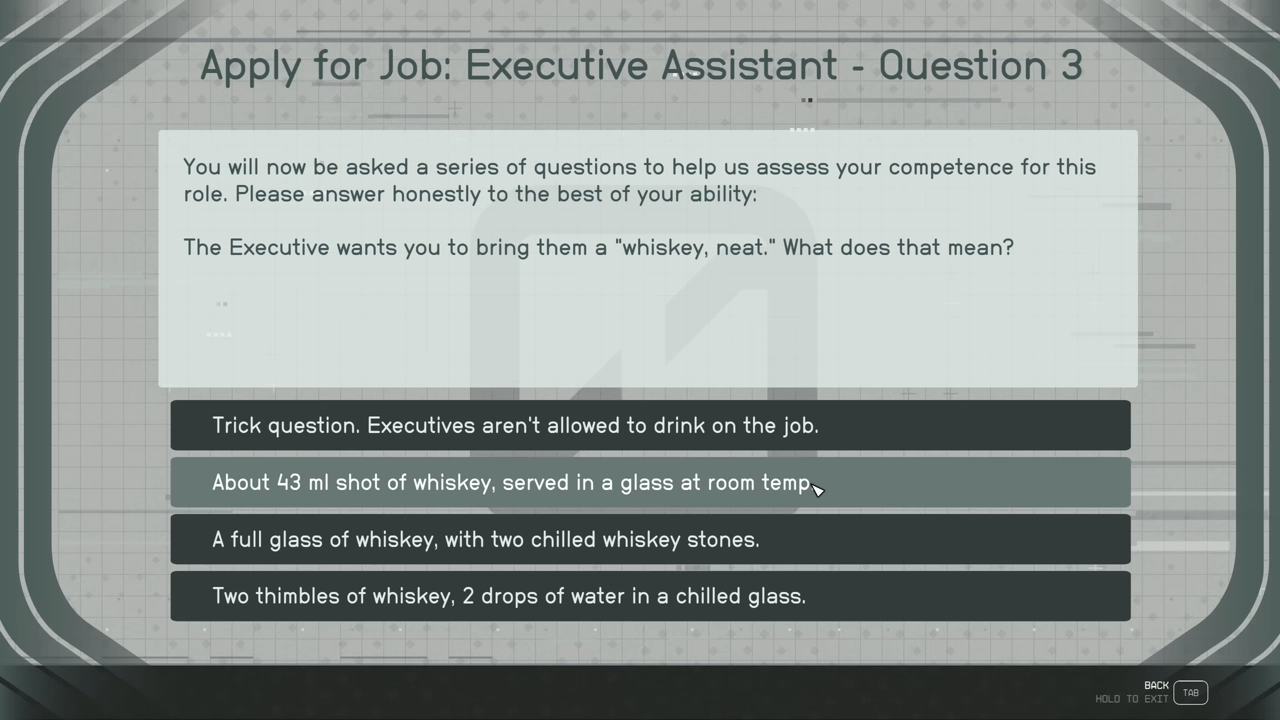 Apply for Job: Executive Assistant - Question 3
You will now be asked a series of questions to help us assess your competence for this
role. Please answer honestly to the best of your ability:
The Executive wants you to bring them a "whiskey, neat." What does that mean?
Trick question. Executives aren't allowed to drink on the job.
About 43 ml shot of whiskey, served in a glass at room temp.
A full glass of whiskey, with two chilled whiskey stones.
Two thimbles of whiskey, 2 drops of water in a chilled glass.
BACK
HOLD TO EXIT
TAB